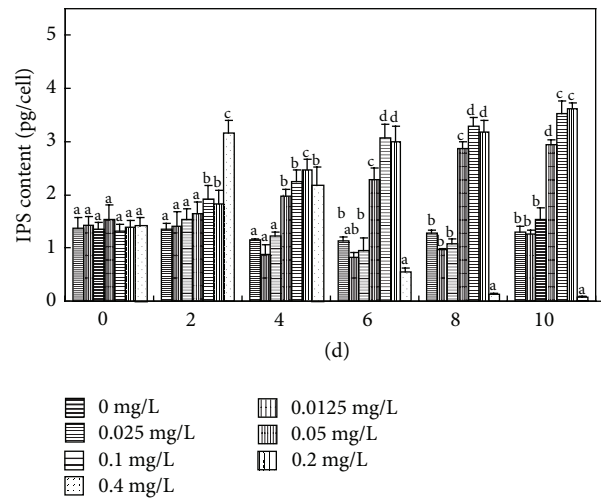 IPS content (pg/cell)
5
4
3
2
1
0
a a a a a a a
a a a a b b c
a a a b b c b
b ab b c d d a
b b b c d d a
b b b d c c a
0 2 4 6 8 10
(d)
0 mg/L 0.0125 mg/L
0.025 mg/L 0.05 mg/L
0.1 mg/L 0.2 mg/L
0.4 mg/L